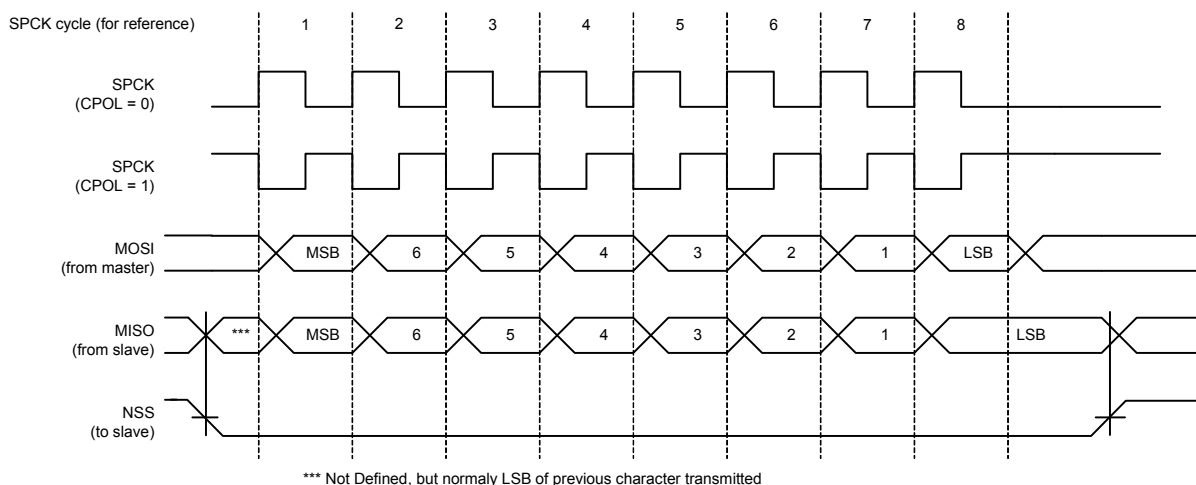 SPCK cycle (for reference) 1 2 3 4 5 6 7 8
SPCK
(CPOL = 0)
SPCK
(CPOL = 1)
MOSI
(from master)
MSB 6 5 4 3 2 1 LSB
MISO
(from slave)
*** MSB 6 5 4 3 2 1 LSB
NSS
(to slave)
*** Not Defined, but normaly LSB of previous character transmitted